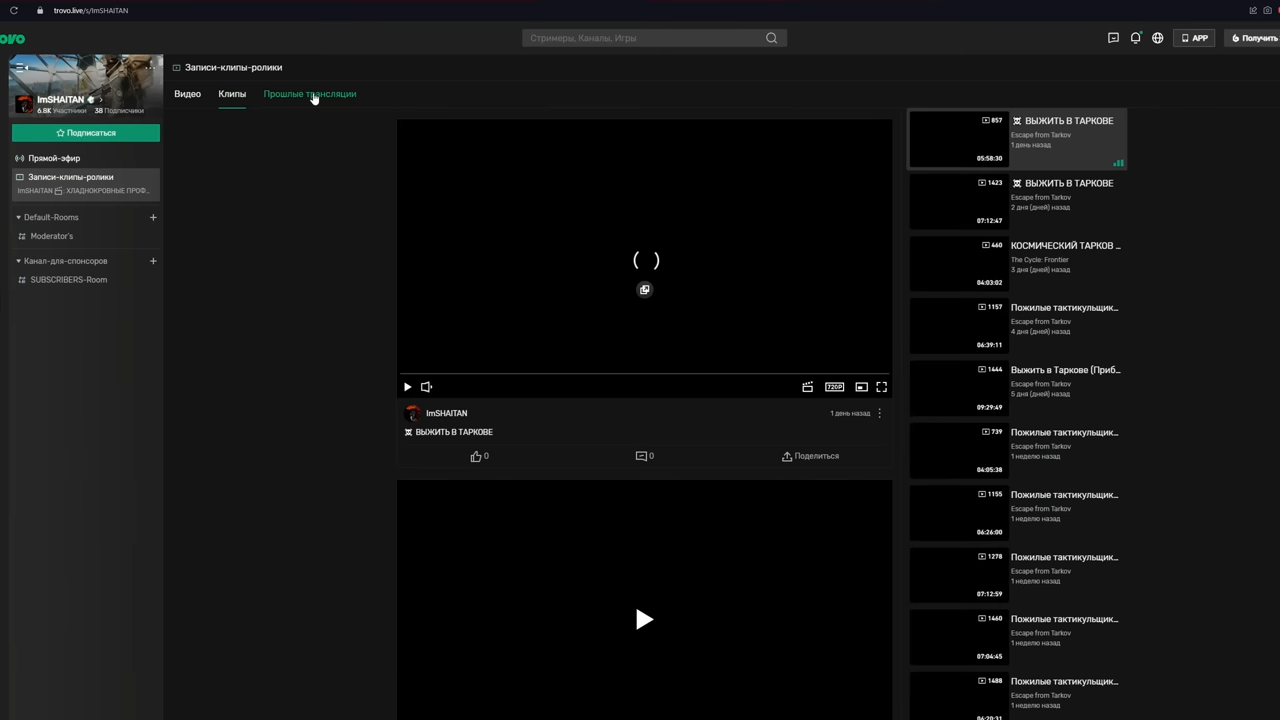 trovo.live/s/ImSHAITAN
ovo
Стримеры, Каналы, Игры
APP
Получить
ImSHAITAN
6.8K Участники 38 Подписчики
Подписаться
Прямой-эфир
Записи-клипы-ролики
ImSHAITAN ХЛАДНОКРОВНЫЕ ПРОФ...
Default-Rooms
Moderator's
Канал-для-спонсоров
SUBSCRIBERS-Room
Записи-клипы-ролики
Видео Клипы Прошлые трансляции
720P
ImSHAITAN
1 день назад
ВЫЖИТЬ В ТАРКОВЕ
0 0 Поделиться
857
05:58:30
ВЫЖИТЬ В ТАРКОВЕ
Escape from Tarkov
1 день назад
1423
07:12:47
ВЫЖИТЬ В ТАРКОВЕ
Escape from Tarkov
2 дня (дней) назад
460
04:03:02
КОСМИЧЕСКИЙ ТАРКОВ ...
The Cycle: Frontier
3 дня (дней) назад
1157
06:39:11
Пожилые тактикульщик...
Escape from Tarkov
4 дня (дней) назад
1444
09:29:49
Выжить в Таркове (Приб...
Escape from Tarkov
5 дня (дней) назад
739
04:05:38
Пожилые тактикульщик...
Escape from Tarkov
1 неделю назад
1155
06:26:00
Пожилые тактикульщик...
Escape from Tarkov
1 неделю назад
1278
07:12:59
Пожилые тактикульщик...
Escape from Tarkov
1 неделю назад
1460
07:04:45
Пожилые тактикульщик...
Escape from Tarkov
1 неделю назад
1488
06:20:31
Пожилые тактикульщик...
Escape from Tarkov
1 неделю назад